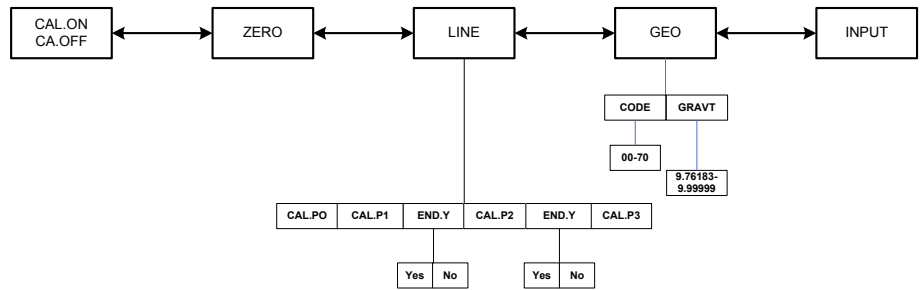 CAL.ON
CA.OFF
ZERO
LINE
GEO
INPUT
CODE GRAVT
00-70
9.76183-
9.99999
CAL.PO CAL.P1 END.Y CAL.P2 END.Y CAL.P3
Yes No Yes No